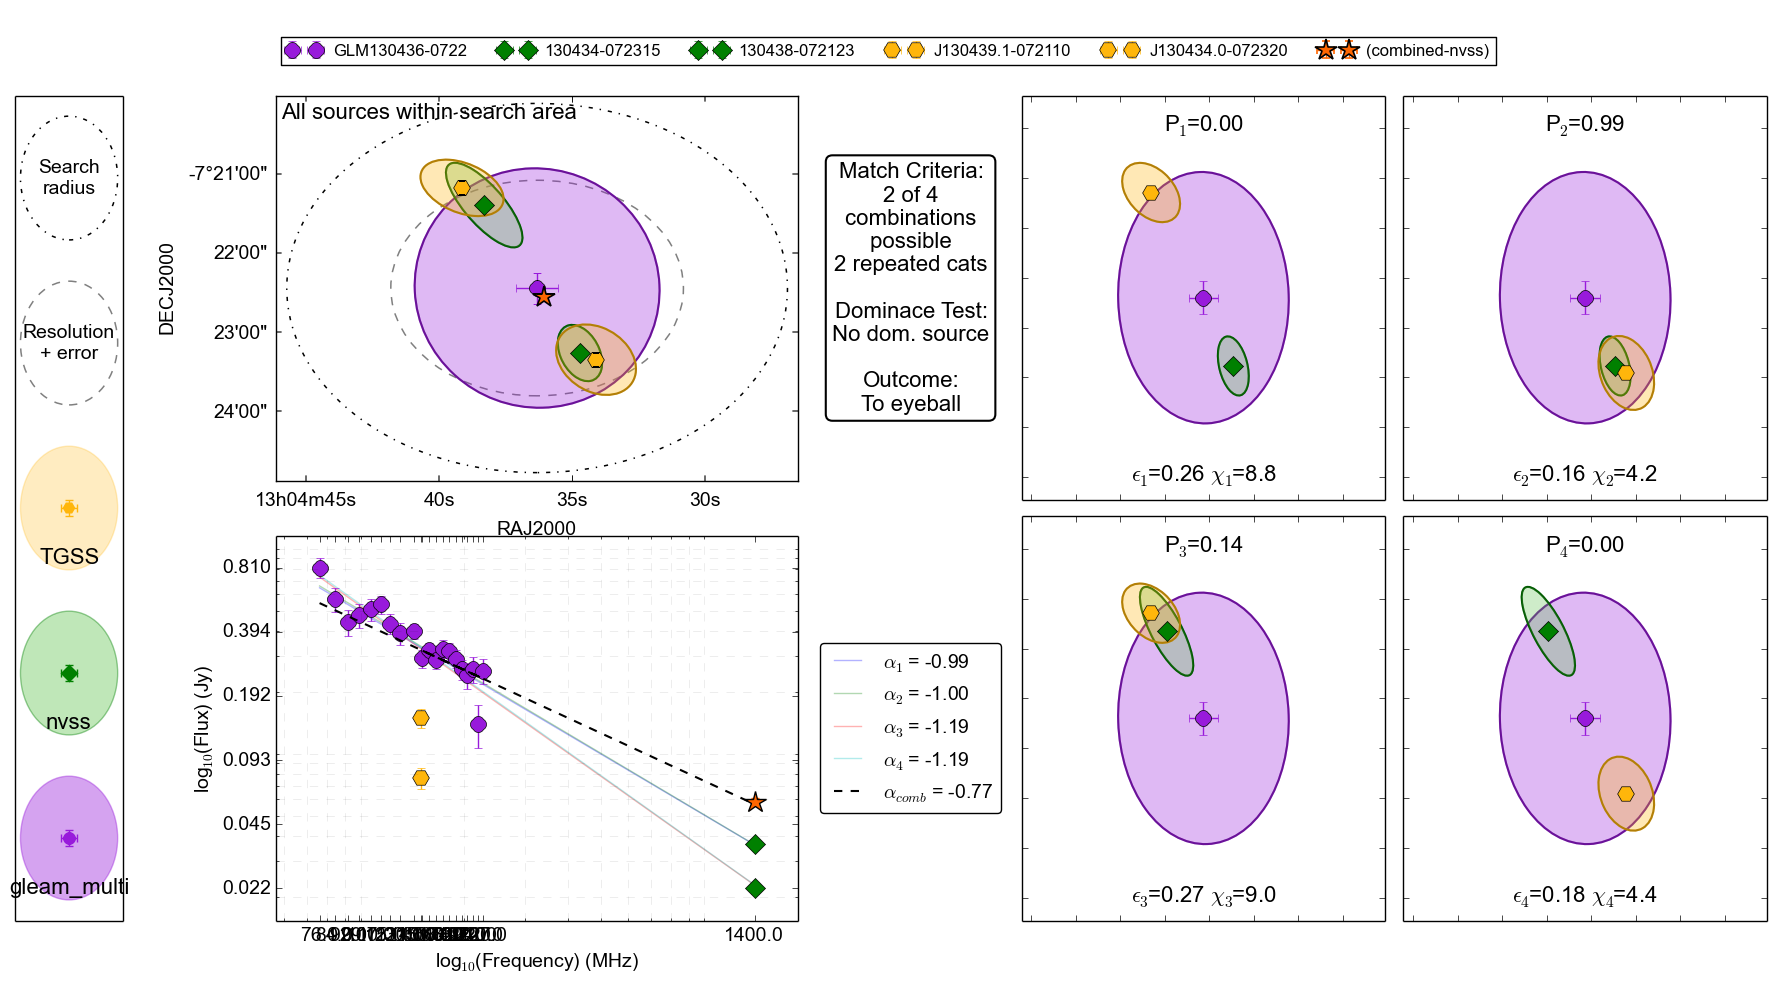 GLM130436-0722 130434-072315 130438-072123 J130439.1-072110 J130434.0-072320 (combined-nvss)
Search
radius
Resolution
+ error
TGSS
nvss
gleam_multi
All sources within search area
DECJ2000
-7°21'00"
22'00"
23'00"
24'00"
13h04m45s 40s 35s 30s
RAJ2000
Match Criteria:
2 of 4
combinations
possible
2 repeated cats
Dominace Test:
No dom. source
Outcome:
To eyeball
P1=0.00
ϵ1=0.26 χ1=8.8
P2=0.99
ϵ2=0.16 χ2=4.2
P3=0.14
ϵ3=0.27 χ3=9.0
P4=0.00
ϵ4=0.18 χ4=4.4
log10(Flux) (Jy)
0.810
0.394
0.192
0.093
0.045
0.022
1400.0
log10(Frequency) (MHz)
α1 = -0.99
α2 = -1.00
α3 = -1.19
α4 = -1.19
αcomb = -0.77